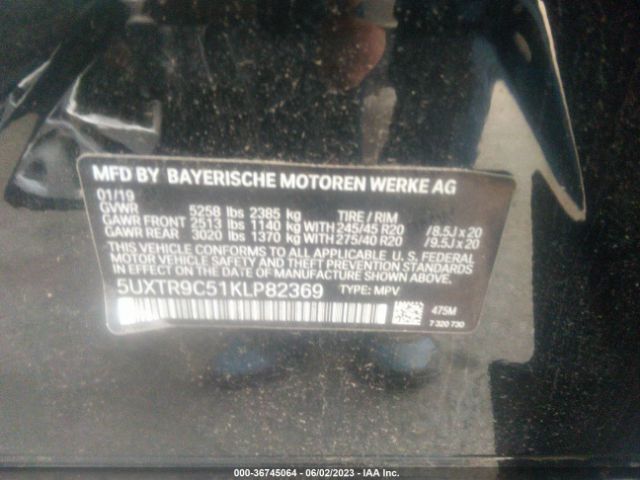 MFD BY BAYERISCHE MOTOREN WERKE AG
01/19
GVWR 5258 lbs 2385 kg TIRE / RIM
GAWR FRONT 2513 lbs 1140 kg WITH 245/45 R20 /8.5J x 20
GAWR REAR 3020 lbs 1370 kg WITH 275/40 R20 /9.5J x 20
THIS VEHICLE CONFORMS TO ALL APPLICABLE U. S. FEDERAL
MOTOR VEHICLE SAFETY AND THEFT PREVENTION STANDARDS
IN EFFECT ON THE DATE OF MANUFACTURE SHOWN ABOVE.
5UXTR9C51KLP82369 TYPE: MPV
475M
7 320 730
000-36745064 - 06/02/2023 - IAA Inc.